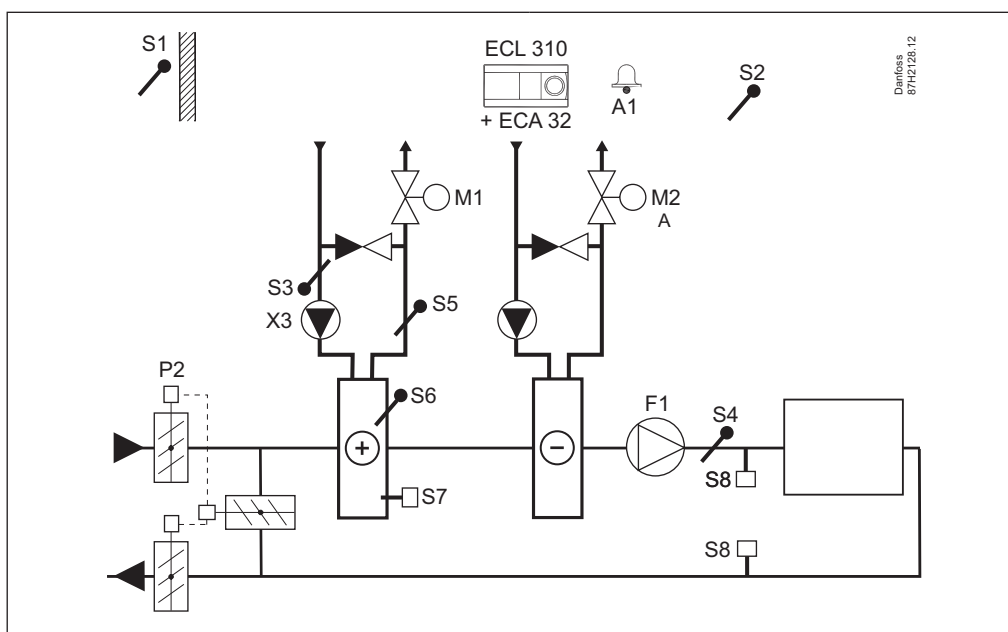 S1
ECL 310
+ ECA 32
A1
S2
Danfoss
87H2128.12
M1
M2
A
S3
S5
X3
P2
S6
F1
S4
+
−
S7
S8
S8